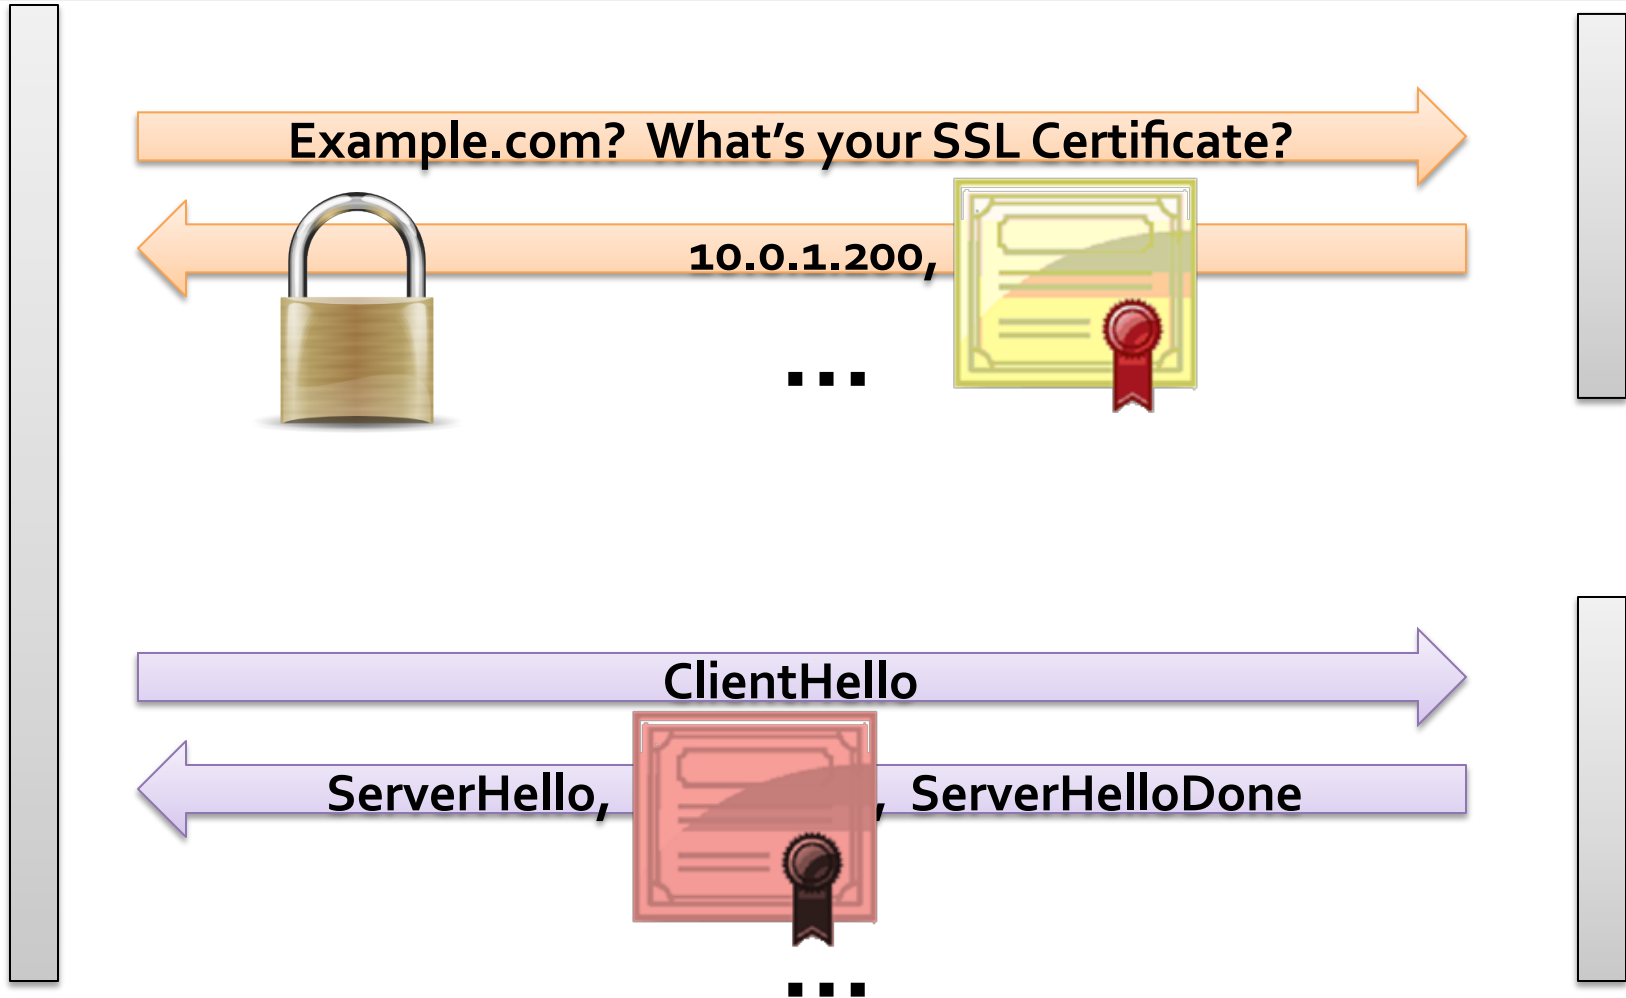 Example.com? What’s your SSL Certificate?
10.0.1.200,
...
ClientHello
ServerHello, , ServerHelloDone
...